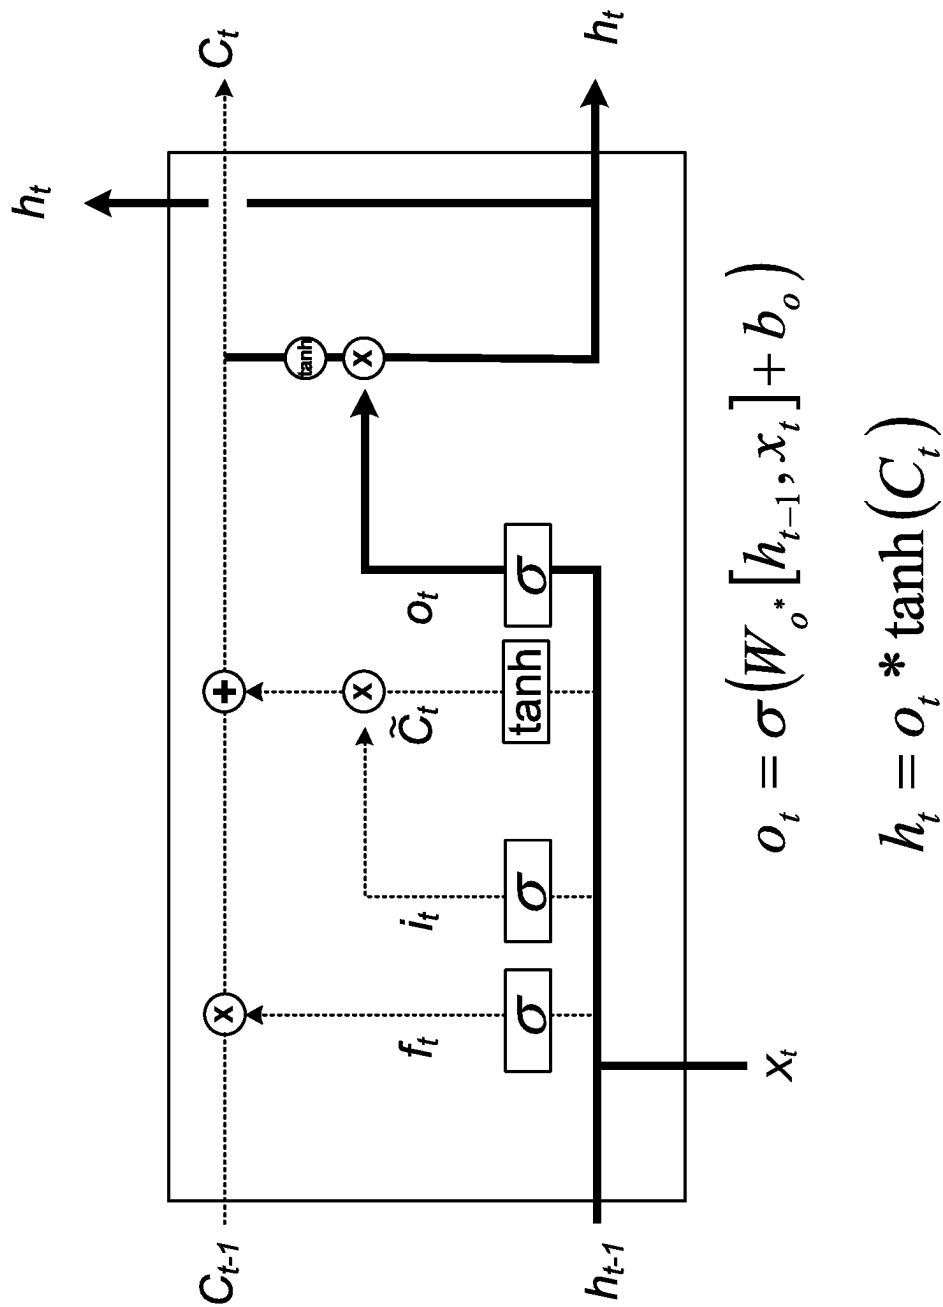 h_t
C_{t-1}
x
+
C_t
tanh
f_t
i_t
x
C̃_t
o_t
x
σ
σ
tanh
σ
h_{t-1}
h_t
x_t
o_t = σ(W_{o*}[h_{t-1}, x_t] + b_o)
h_t = o_t * tanh(C_t)